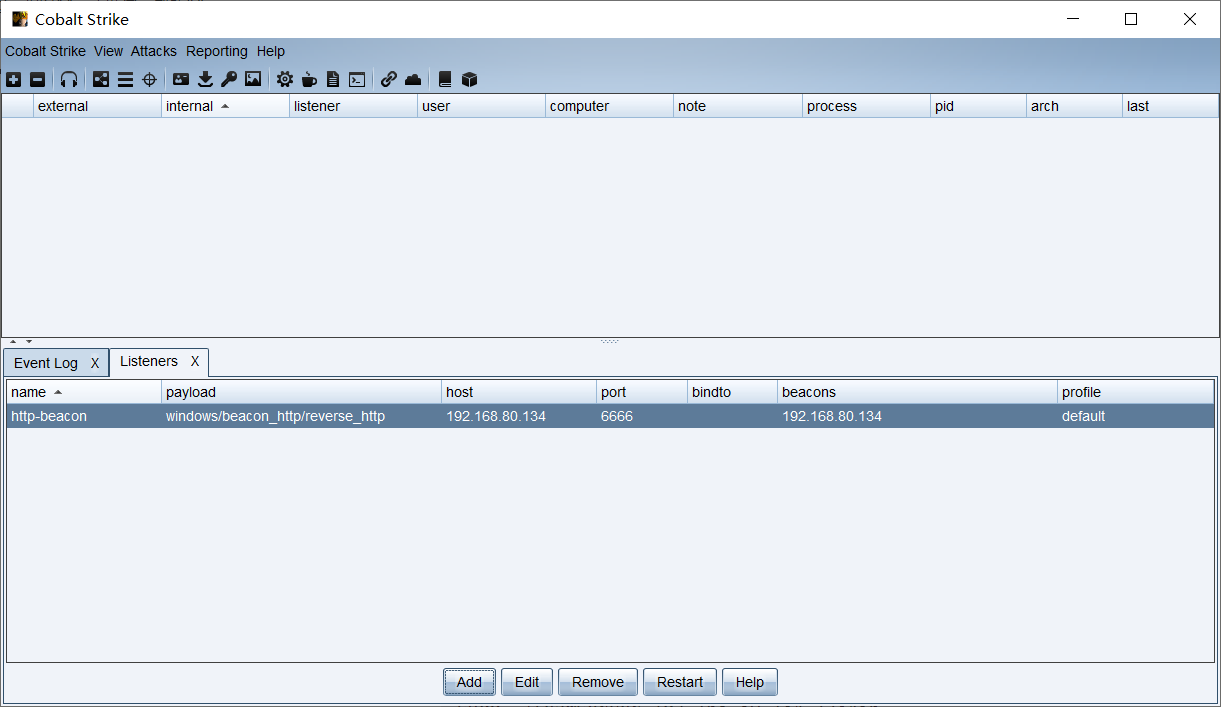 Cobalt Strike
Cobalt Strike View Attacks Reporting Help
external internal listener user computer note process pid arch last
Event Log X Listeners X
name payload host port bindto beacons profile
http-beacon windows/beacon_http/reverse_http 192.168.80.134 6666 192.168.80.134 default
Add Edit Remove Restart Help